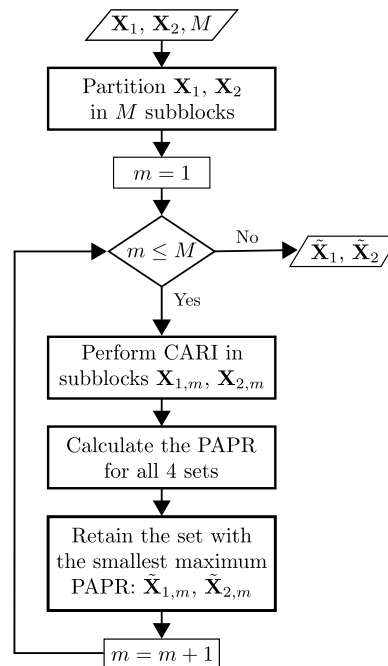 𝐗₁, 𝐗₂, M
Partition 𝐗₁, 𝐗₂
in M subblocks
m = 1
m ≤ M
No
𝐗̃₁, 𝐗̃₂
Yes
Perform CARI in
subblocks 𝐗₁,ₘ, 𝐗₂,ₘ
Calculate the PAPR
for all 4 sets
Retain the set with
the smallest maximum
PAPR: 𝐗̃₁,ₘ, 𝐗̃₂,ₘ
m = m + 1